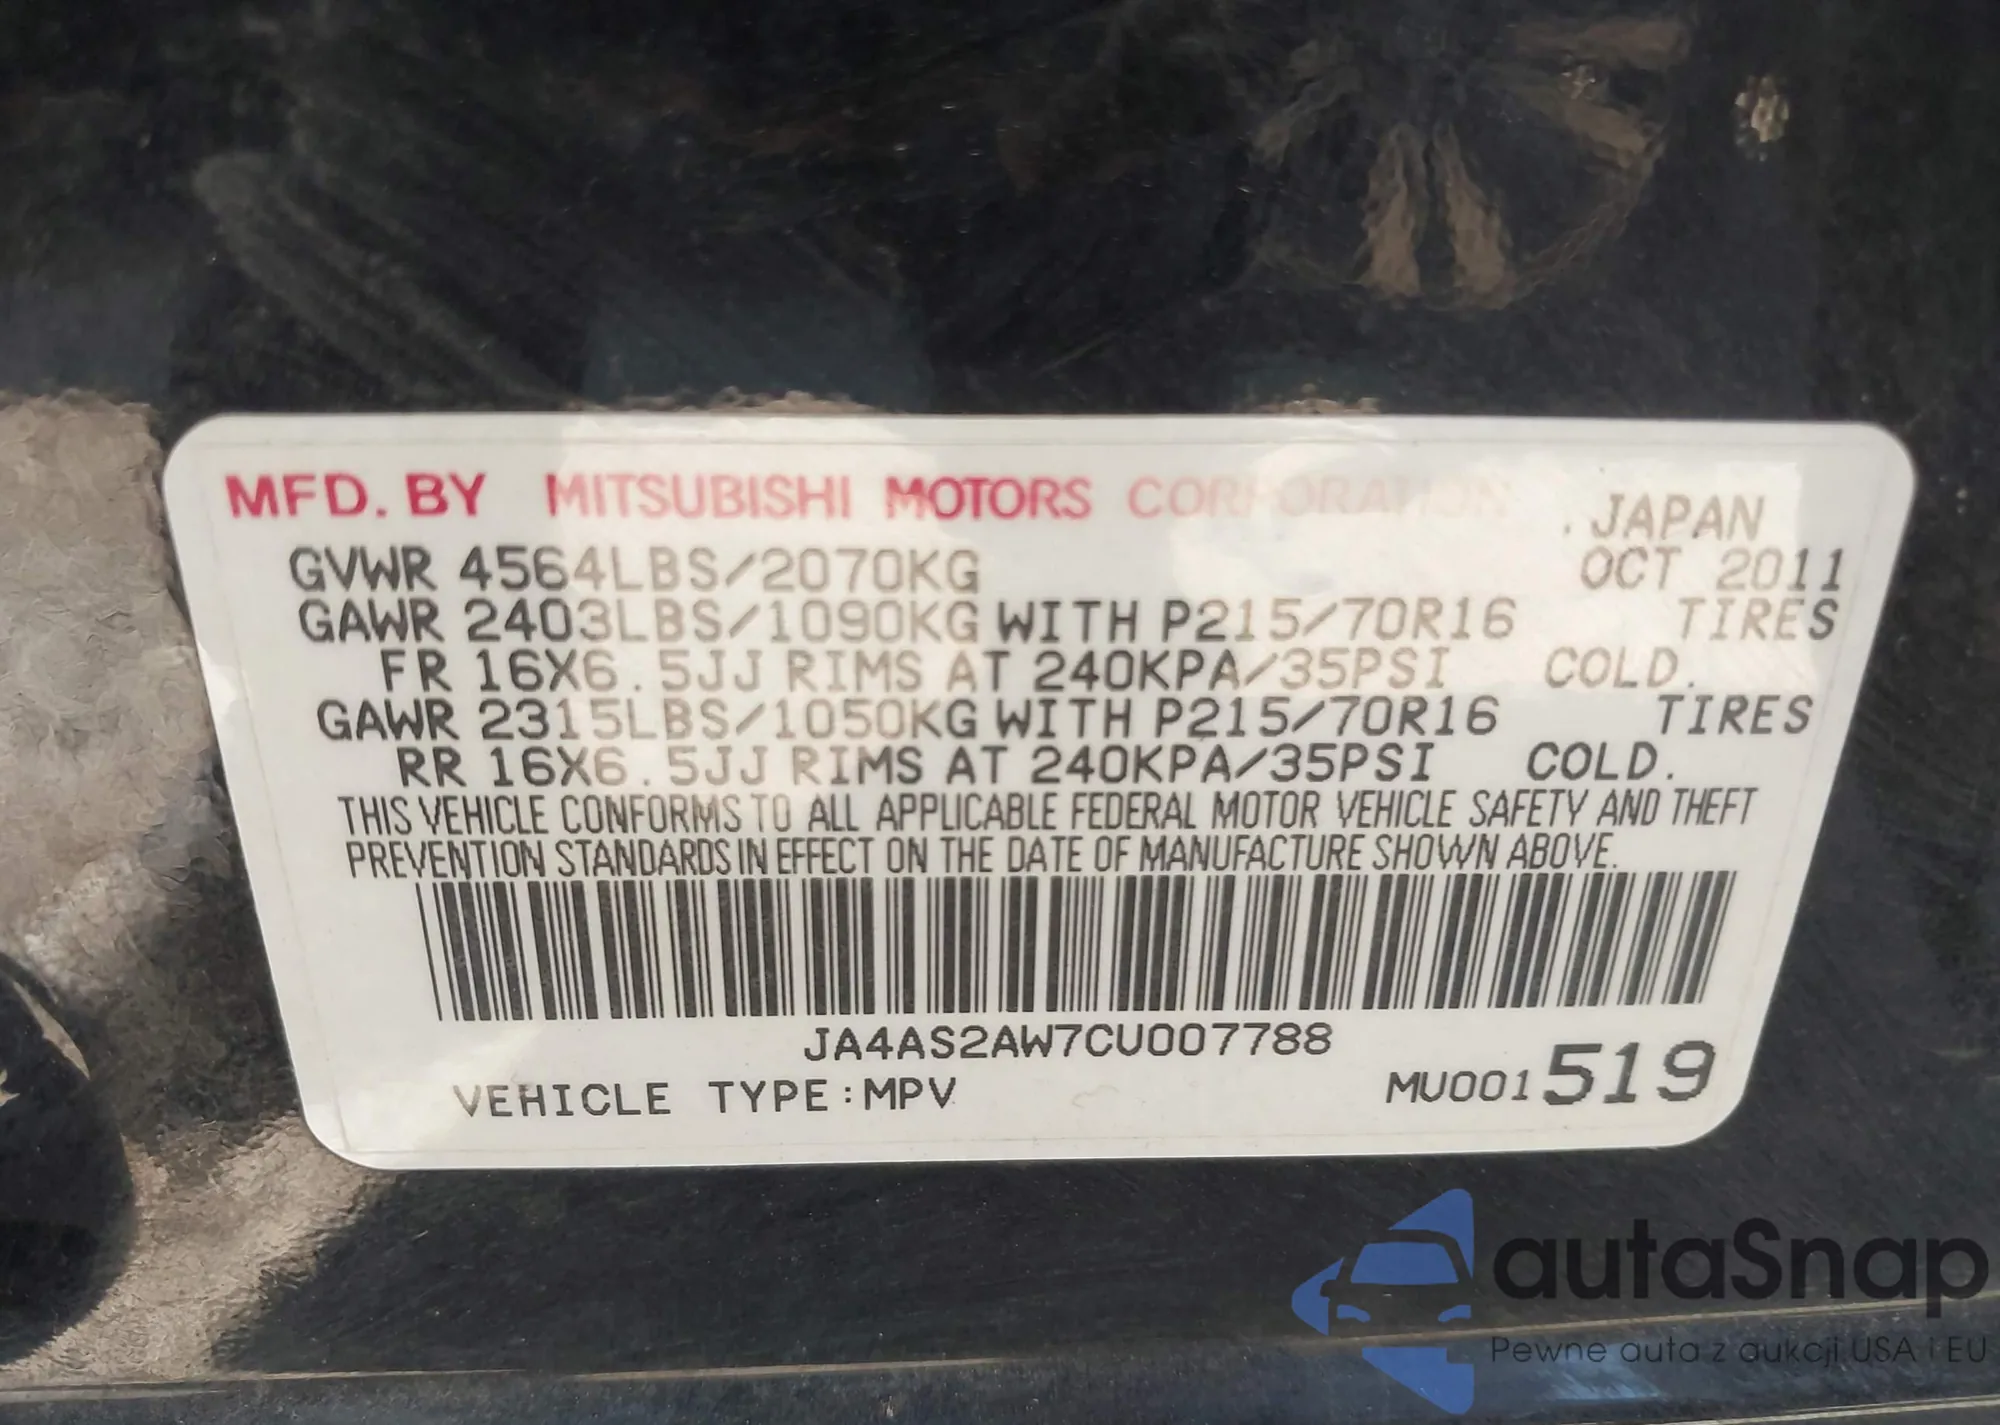 MFD. BY MITSUBISHI MOTORS CORPORATION
. JAPAN
GVWR 4564LBS/2070KG OCT 2011
GAWR 2403LBS/1090KG WITH P215/70R16 TIRES
FR 16X6.5JJ RIMS AT 240KPA/35PSI COLD.
GAWR 2315LBS/1050KG WITH P215/70R16 TIRES
RR 16X6.5JJ RIMS AT 240KPA/35PSI COLD.
THIS VEHICLE CONFORMS TO ALL APPLICABLE FEDERAL MOTOR VEHICLE SAFETY AND THEFT
PREVENTION STANDARDS IN EFFECT ON THE DATE OF MANUFACTURE SHOWN ABOVE.
JA4AS2AW7CU007788
VEHICLE TYPE:MPV MU001519
autaSnap
Pewne auta z aukcji USA i EU